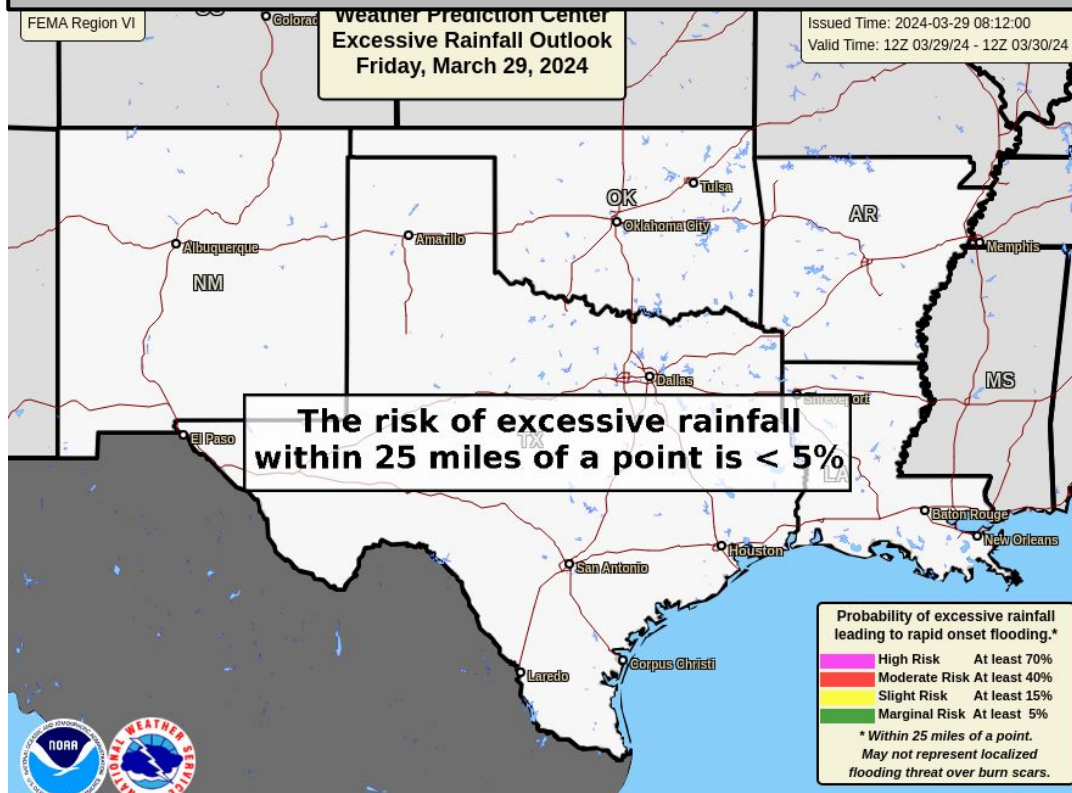 FEMA Region VI
Weather Prediction Center
Excessive Rainfall Outlook
Friday, March 29, 2024
Issued Time: 2024-03-29 08:12:00
Valid Time: 12Z 03/29/24 - 12Z 03/30/24
Tulsa
OK
Oklahoma City
AR
Amarillo
Albuquerque
Memphis
NM
Dallas
MS
Shreveport
The risk of excessive rainfall
within 25 miles of a point is < 5%
TX
LA
El Paso
Baton Rouge
New Orleans
Houston
San Antonio
Corpus Christi
Laredo
Probability of excessive rainfall
leading to rapid onset flooding.*
High Risk At least 70%
Moderate Risk At least 40%
Slight Risk At least 15%
Marginal Risk At least 5%
* Within 25 miles of a point.
May not represent localized
flooding threat over burn scars.
NOAA
NATIONAL WEATHER SERVICE